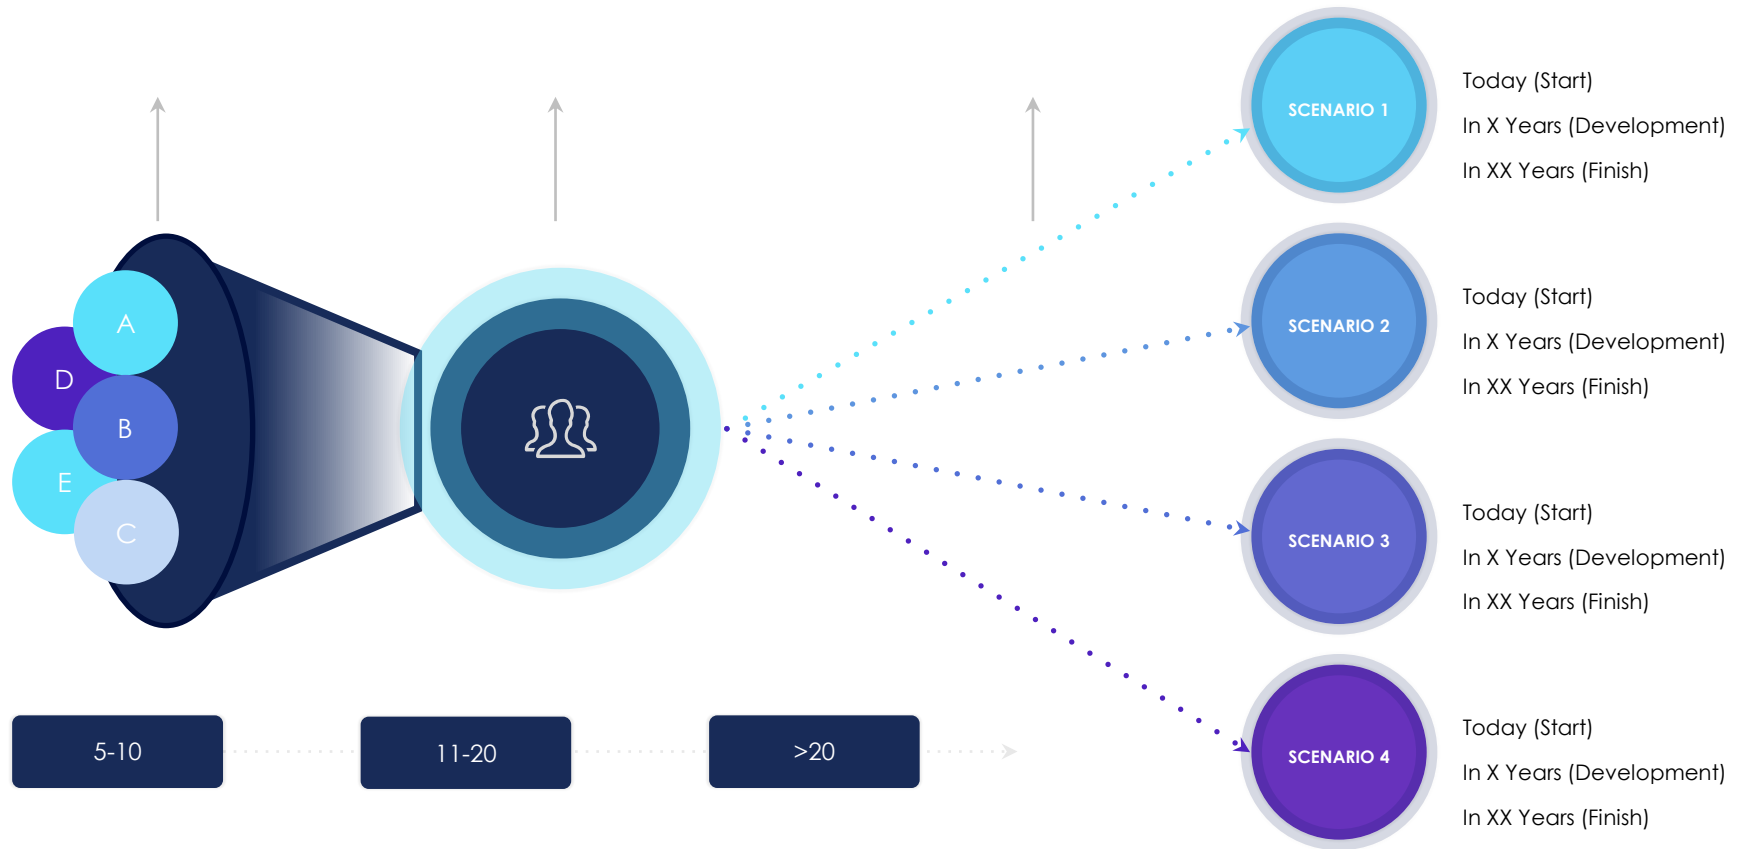 A
D
B
E
C
5-10
11-20
>20
SCENARIO 1
Today (Start)
In X Years (Development)
In XX Years (Finish)
SCENARIO 2
Today (Start)
In X Years (Development)
In XX Years (Finish)
SCENARIO 3
Today (Start)
In X Years (Development)
In XX Years (Finish)
SCENARIO 4
Today (Start)
In X Years (Development)
In XX Years (Finish)